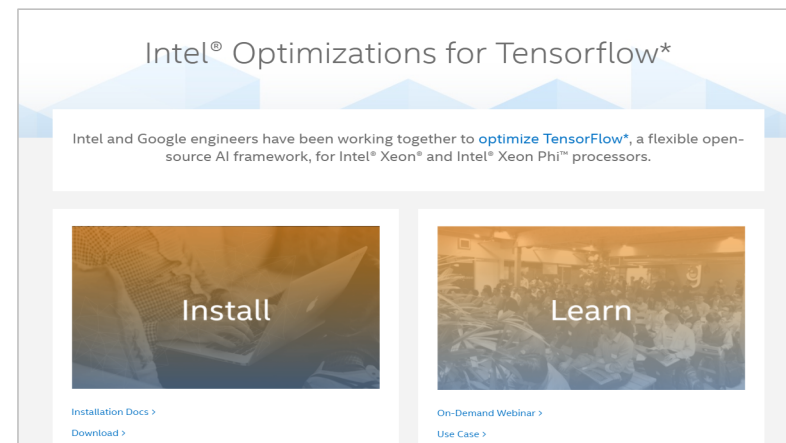 Intel® Optimizations for Tensorflow*
Intel and Google engineers have been working together to optimize TensorFlow*, a flexible open-
source AI framework, for Intel® Xeon® and Intel® Xeon Phi™ processors.
Install
Learn
Installation Docs >
On-Demand Webinar >
Download >
Use Case >